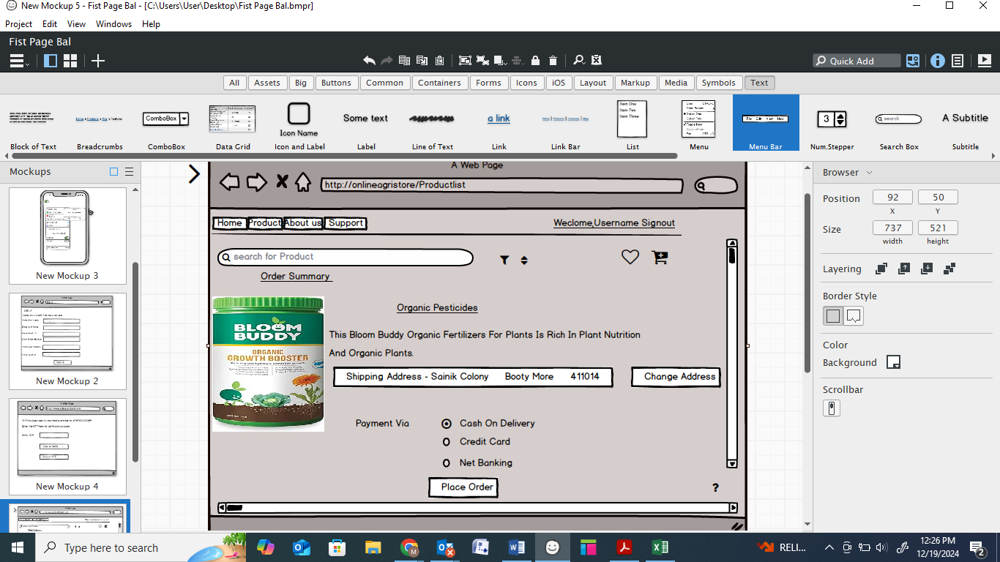 New Mockup 5 - Fist Page Bal - [C:\Users\User\Desktop\Fist Page Bal.bmpr]
Project Edit View Windows Help
Fist Page Bal
Quick Add
All Assets Big Buttons Common Containers Forms Icons iOS Layout Markup Media Symbols Text
ComboBox
Some text
a link
Item One
Item Two
Item Three
3
search
A Subtitle
Icon Name
Block of Text Breadcrumbs ComboBox Data Grid Icon and Label Label Line of Text Link Link Bar List Menu Menu Bar Num.Stepper Search Box Subtitle
Mockups
New Mockup 3
New Mockup 2
New Mockup 4
A Web Page
http://onlineagristore/Productlist
Home Product About us Support
Weclome,Username Signout
search for Product
Order Summary
BLOOM
BUDDY
ORGANIC
GROWTH BOOSTER
Organic Pesticides
This Bloom Buddy Organic Fertilizers For Plants Is Rich In Plant Nutrition
And Organic Plants.
Shipping Address - Sainik Colony Booty More 411014
Change Address
Payment Via
Cash On Delivery
Credit Card
Net Banking
Place Order
?
Browser
Position 92 50
X Y
Size 737 521
width height
Layering
Border Style
Color
Background
Scrollbar
Type here to search
RELI...
12:26 PM
12/19/2024
2